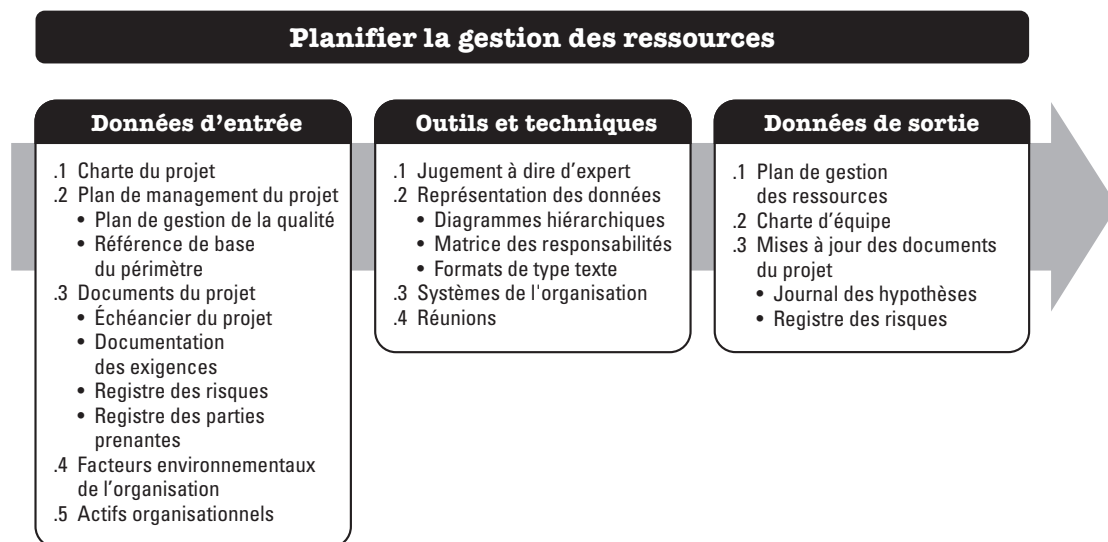 Planifier la gestion des ressources
Données d’entrée
.1 Charte du projet
.2 Plan de management du projet
• Plan de gestion de la qualité
• Référence de base
du périmètre
.3 Documents du projet
• Échéancier du projet
• Documentation
des exigences
• Registre des risques
• Registre des parties
prenantes
.4 Facteurs environnementaux
de l’organisation
.5 Actifs organisationnels
Outils et techniques
.1 Jugement à dire d’expert
.2 Représentation des données
• Diagrammes hiérarchiques
• Matrice des responsabilités
• Formats de type texte
.3 Systèmes de l'organisation
.4 Réunions
Données de sortie
.1 Plan de gestion
des ressources
.2 Charte d’équipe
.3 Mises à jour des documents
du projet
• Journal des hypothèses
• Registre des risques